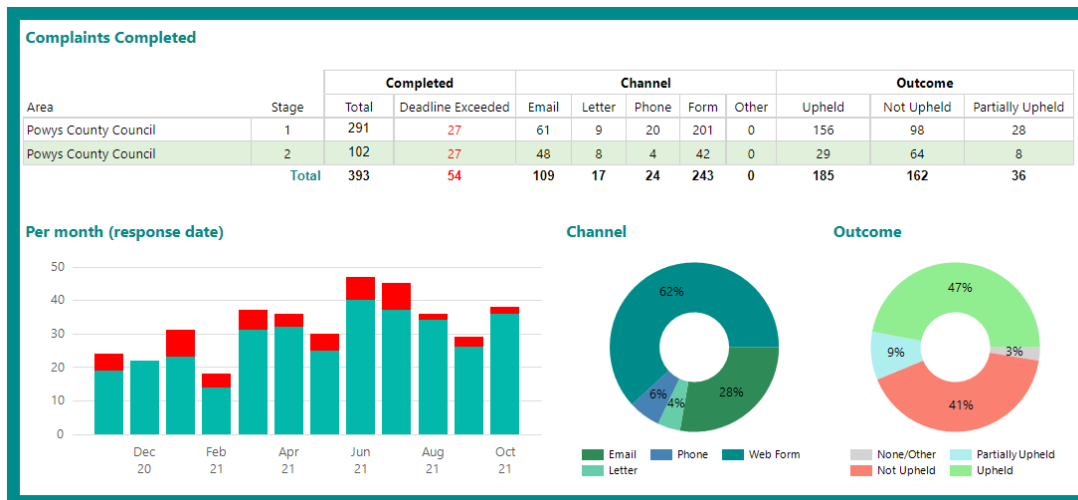 Complaints Completed
Completed Channel Outcome
Area Stage Total Deadline Exceeded Email Letter Phone Form Other Upheld Not Upheld Partially Upheld
Powys County Council 1 291 27 61 9 20 201 0 156 98 28
Powys County Council 2 102 27 48 8 4 42 0 29 64 8
Total 393 54 109 17 24 243 0 185 162 36
Per month (response date)
50
40
30
20
10
0
Dec Feb Apr Jun Aug Oct
20 21 21 21 21 21
Channel
62%
6%
4%
28%
Email Phone Web Form
Letter
Outcome
47%
9%
3%
41%
None/Other Partially Upheld
Not Upheld Upheld